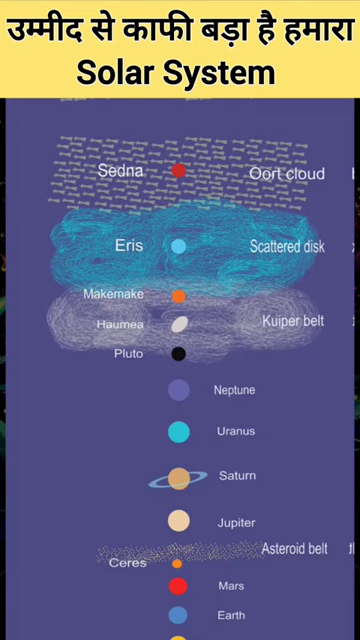 उम्मीद से काफी बड़ा है हमारा
Solar System
Sedna
Oort cloud
Eris
Scattered disk
Makemake
Haumea
Kuiper belt
Pluto
Neptune
Uranus
Saturn
Jupiter
Asteroid belt
Ceres
Mars
Earth